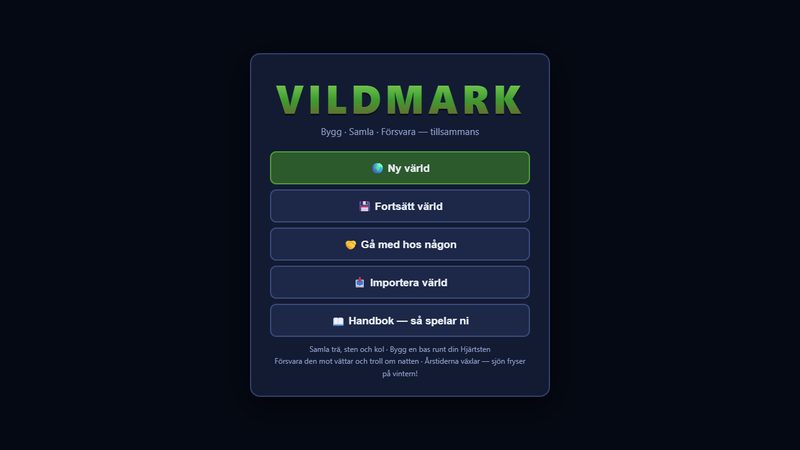 VILDMARK
Bygg · Samla · Försvara — tillsammans
Ny värld
Fortsätt värld
Gå med hos någon
Importera värld
Handbok — så spelar ni
Samla trä, sten och kol · Bygg en bas runt din Hjärtsten
Försvara den mot vättar och troll om natten · Årstiderna växlar — sjön fryser
på vintern!